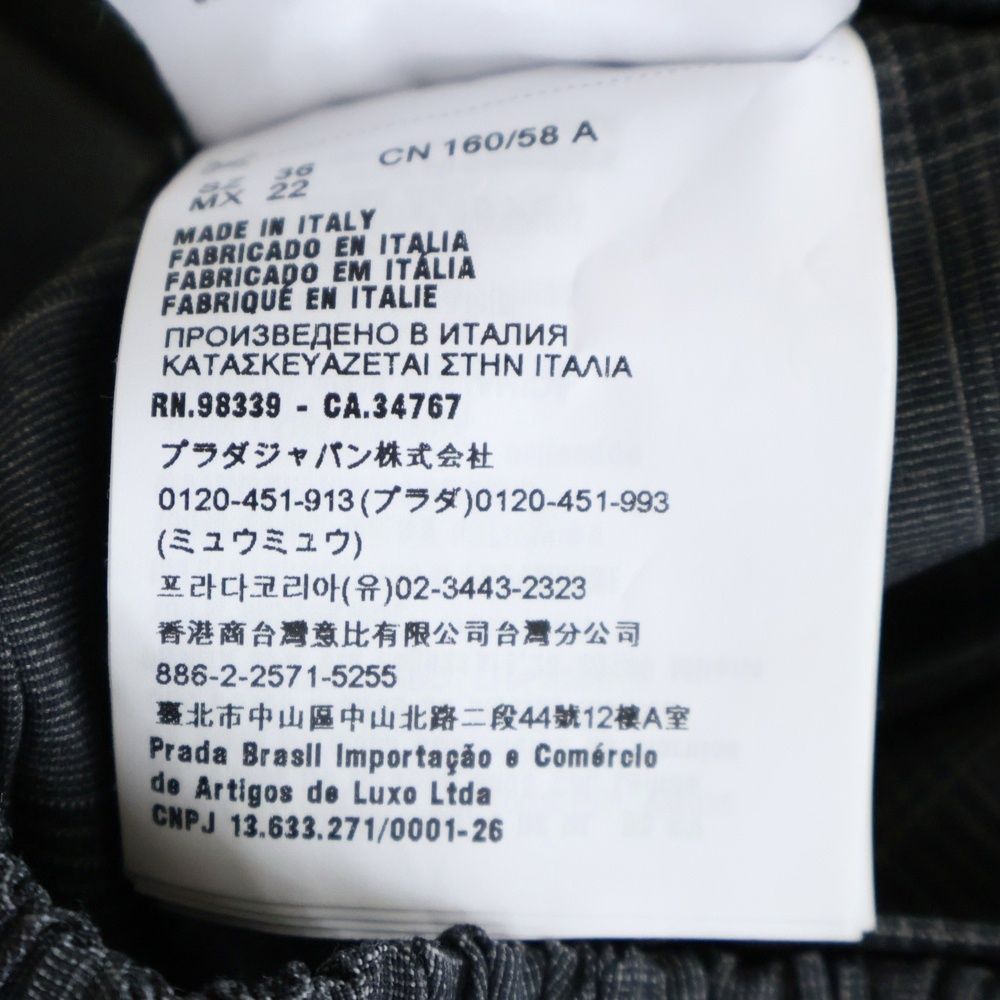 36 CN 160/58 A
MX 22
MADE IN ITALY
FABRICADO EN ITALIA
FABRICADO EM ITÁLIA
FABRIQUÉ EN ITALIE
ПРОИЗВЕДЕНО В ИТАЛИЯ
ΚΑΤΑΣΚΕΥΑΖΕΤΑΙ ΣΤΗΝ ΙΤΑΛΙΑ
RN.98339 - CA.34767
プラダジャパン株式会社
0120-451-913(プラダ)0120-451-993
(ミュウミュウ)
프라다코리아(유)02-3443-2323
香港商台灣意比有限公司台灣分公司
886-2-2571-5255
臺北市中山區中山北路二段44號12樓A室
Prada Brasil Importação e Comércio
de Artigos de Luxo Ltda
CNPJ 13.633.271/0001-26